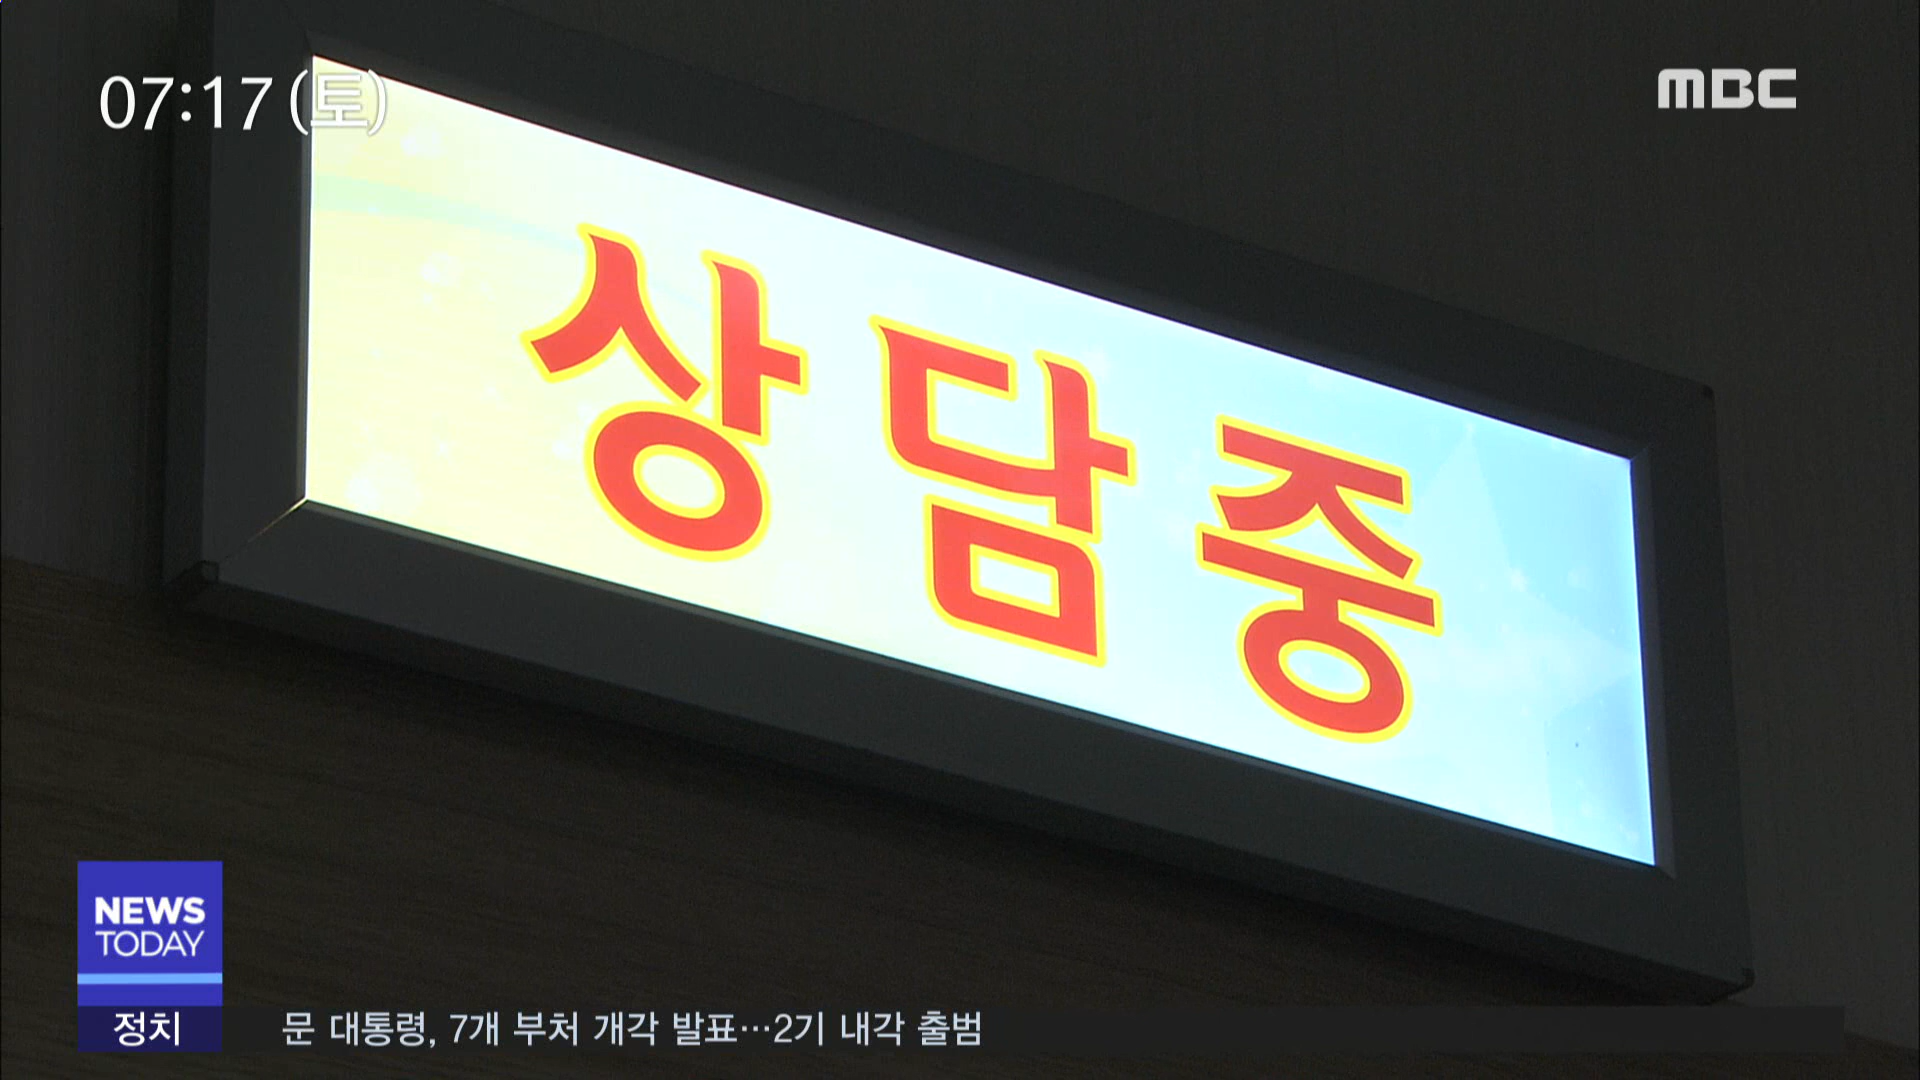 07:17 (토)
MBC
상담중
NEWS
TODAY
정치
문 대통령, 7개 부처 개각 발표…2기 내각 출범